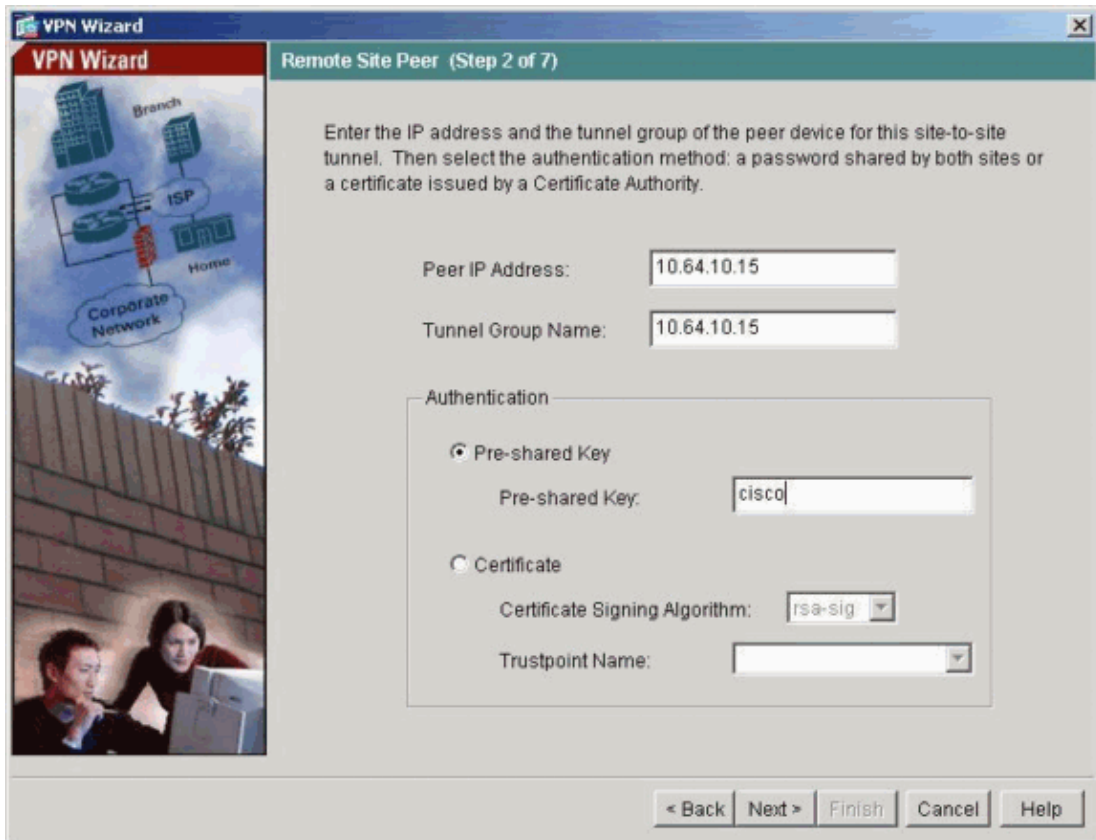 VPN Wizard
VPN Wizard
Remote Site Peer (Step 2 of 7)
Branch
ISP
Home
Corporate
Network
Enter the IP address and the tunnel group of the peer device for this site-to-site
tunnel. Then select the authentication method: a password shared by both sites or
a certificate issued by a Certificate Authority.
Peer IP Address: 10.64.10.15
Tunnel Group Name: 10.64.10.15
Authentication
Pre-shared Key
Pre-shared Key: cisco
Certificate
Certificate Signing Algorithm: rsa-sig
Trustpoint Name:
< Back Next > Finish Cancel Help